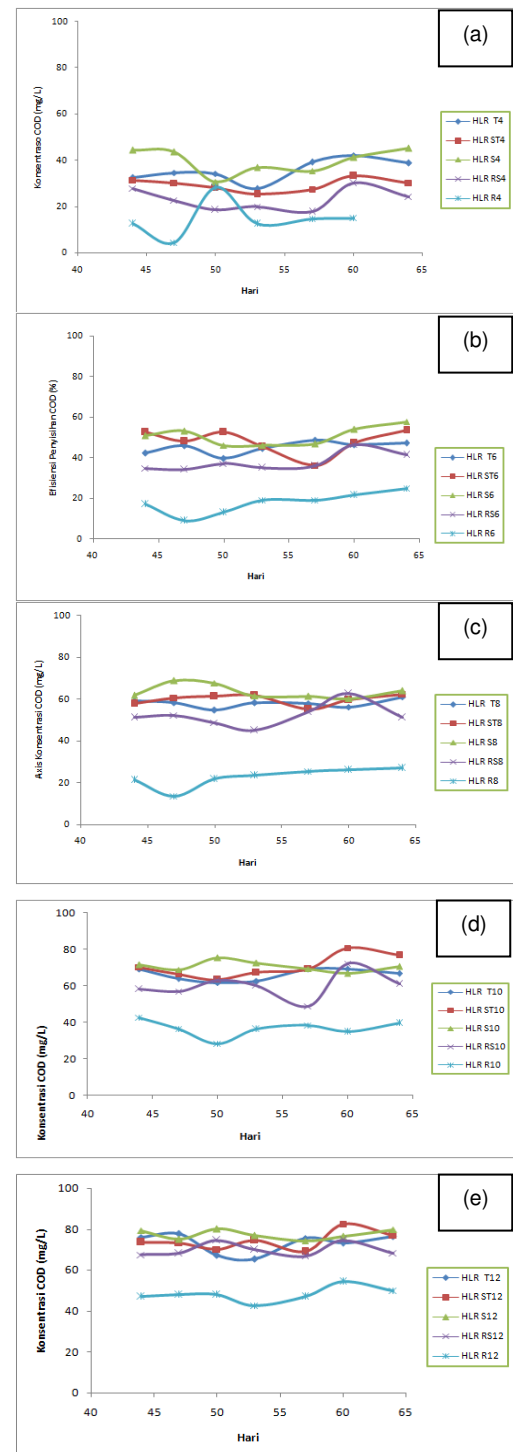 (a)
Konsentraso COD (mg/L)
100
80
60
40
20
0
40 45 50 55 60 65
Hari
HLR T4
HLR ST4
HLR S4
HLR RS4
HLR R4
(b)
Efisiensi Penyisihan COD (%)
100
80
60
40
20
0
40 45 50 55 60 65
Hari
HLR T6
HLR ST6
HLR S6
HLR RS6
HLR R6
(c)
Axis Konsentrasi COD (mg/L)
100
80
60
40
20
0
40 45 50 55 60 65
Hari
HLR T8
HLR ST8
HLR S8
HLR RS8
HLR R8
(d)
Konsentrasi COD (mg/L)
100
80
60
40
20
0
40 45 50 55 60 65
Hari
HLR T10
HLR ST10
HLR S10
HLR RS10
HLR R10
(e)
Konsentrasi COD (mg/L)
100
80
60
40
20
0
40 45 50 55 60 65
Hari
HLR T12
HLR ST12
HLR S12
HLR RS12
HLR R12